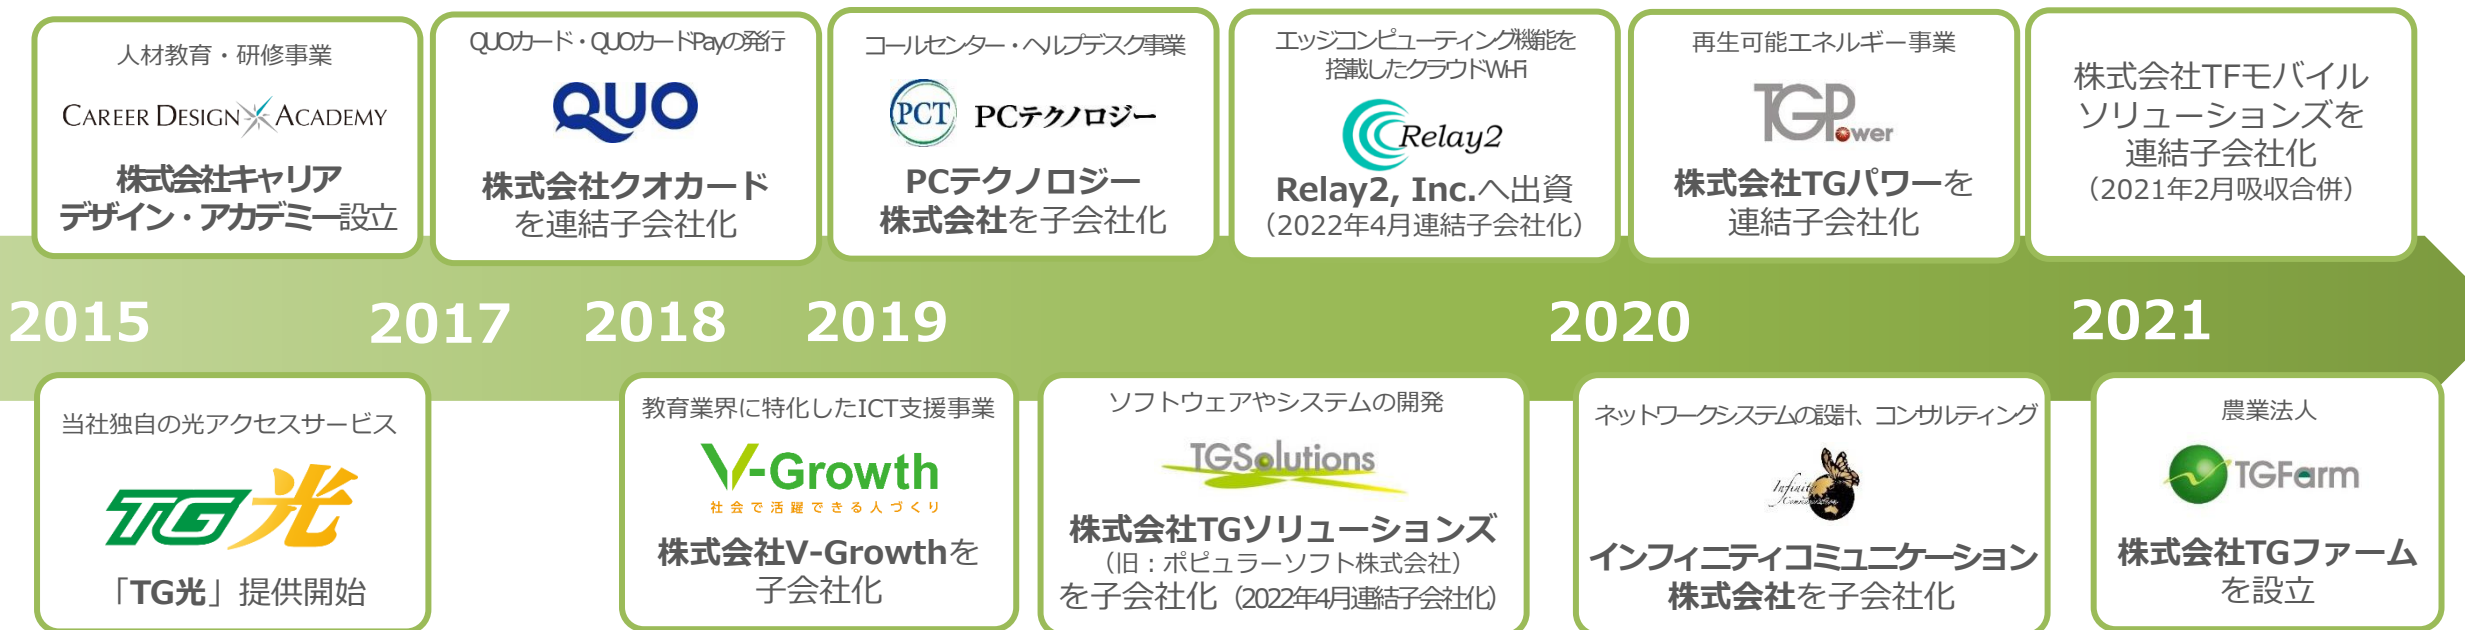 人材教育・研修事業
CAREER DESIGN ACADEMY
株式会社キャリア
デザイン・アカデミー設立
QUOカード・QUOカードPayの発行
QUO
株式会社クオカード
を連結子会社化
コールセンター・ヘルプデスク事業
PCT PCテクノロジー
PCテクノロジー
株式会社を子会社化
エッジコンピューティング機能を
搭載したクラウドWi-Fi
Relay2
Relay2, Inc.へ出資
（2022年4月連結子会社化）
再生可能エネルギー事業
TGPower
株式会社TGパワーを
連結子会社化
株式会社TFモバイル
ソリューションズを
連結子会社化
（2021年2月吸収合併）
2015 2017 2018 2019 2020 2021
当社独自の光アクセスサービス
TG光
「TG光」提供開始
教育業界に特化したICT支援事業
V-Growth
社会で活躍できる人づくり
株式会社V-Growthを
子会社化
ソフトウェアやシステムの開発
TGSolutions
株式会社TGソリューションズ
（旧：ポピュラーソフト株式会社）
を子会社化（2022年4月連結子会社化）
ネットワークシステムの設計、コンサルティング
Infinity
Communication
インフィニティコミュニケーション
株式会社を子会社化
農業法人
TGFarm
株式会社TGファーム
を設立